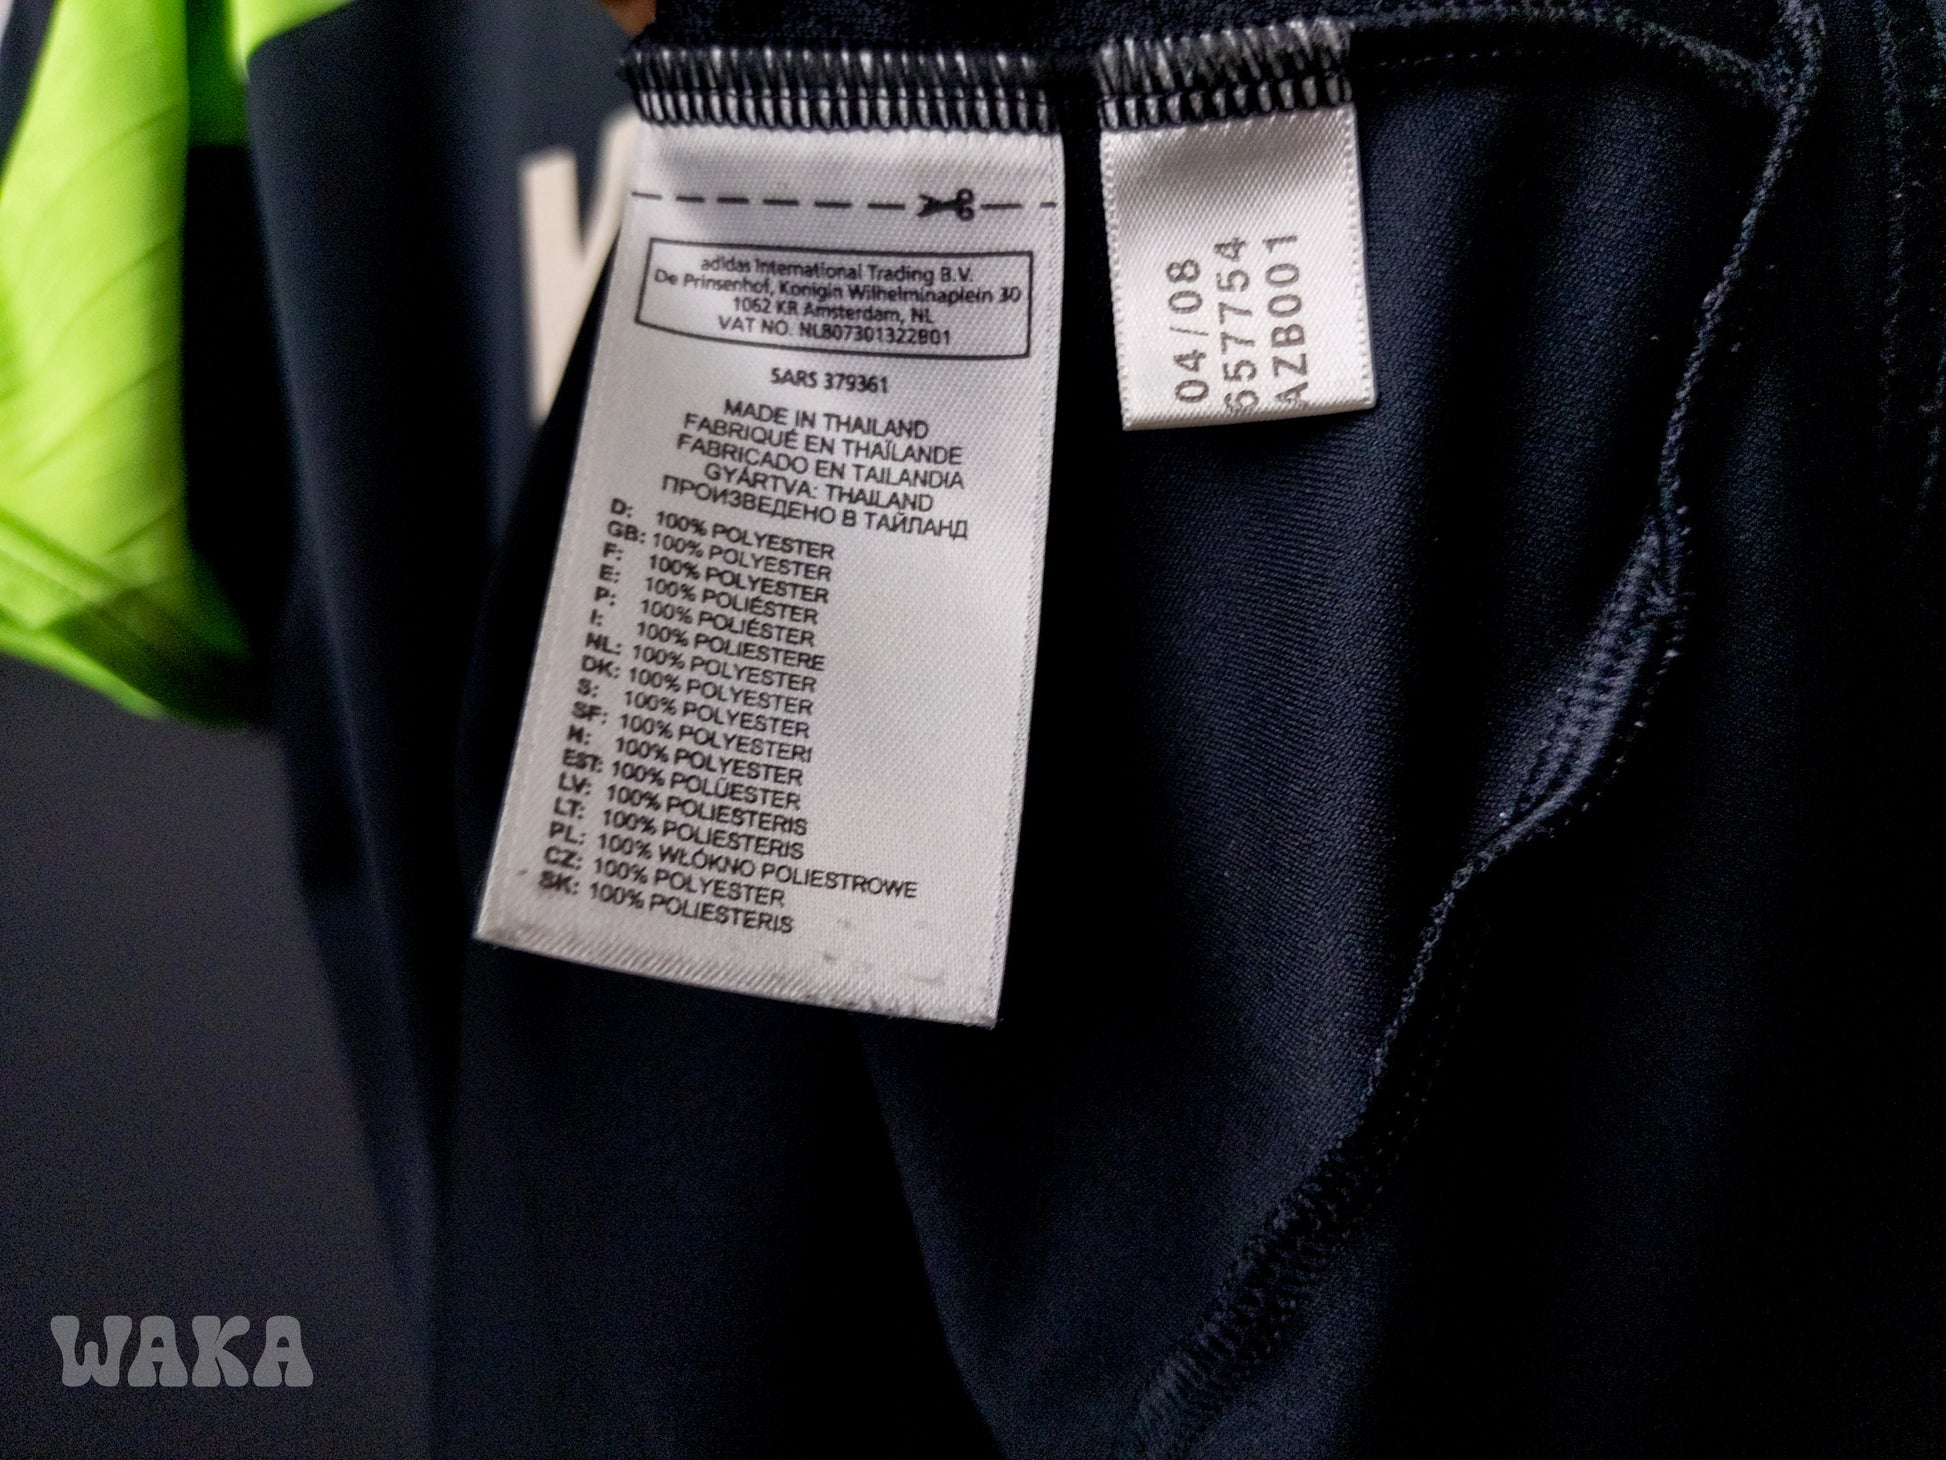 adidas International Trading B.V.
De Prinsenhof, Konigin Wilhelminaplein 30
1062 KR Amsterdam, NL
VAT NO. NL807301322B01
SARS 379361
MADE IN THAILAND
FABRIQUÉ EN THAÏLANDE
FABRICADO EN TAILANDIA
GYÁRTVA: THAILAND
ПРОИЗВЕДЕНО В ТАЙЛАНД
D: 100% POLYESTER
GB: 100% POLYESTER
F: 100% POLYESTER
E: 100% POLIÉSTER
P: 100% POLIÉSTER
I: 100% POLIESTERE
NL: 100% POLYESTER
DK: 100% POLYESTER
S: 100% POLYESTER
SF: 100% POLYESTERI
H: 100% POLYESTER
EST: 100% POLÜESTER
LV: 100% POLIESTERIS
LT: 100% POLIESTERIS
PL: 100% WŁÓKNO POLIESTROWE
CZ: 100% POLYESTER
SK: 100% POLIESTERIS
04/08
657754
AZB001
WAKA